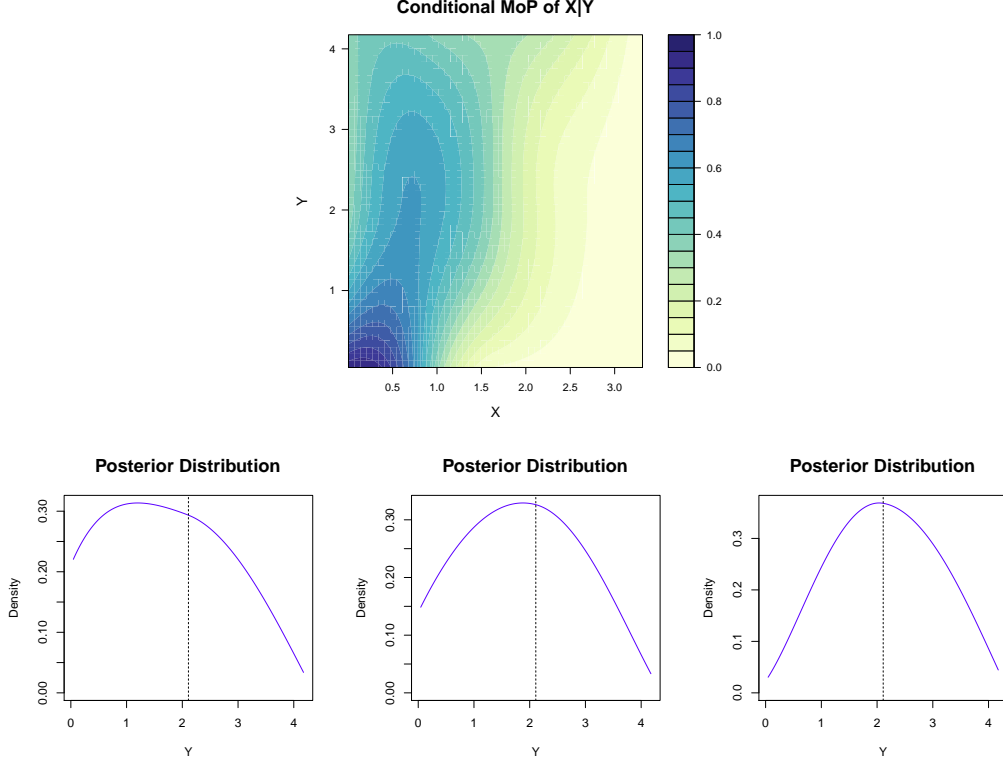 Conditional MoP of X|Y
4
3
2
1
Y
0.5 1.0 1.5 2.0 2.5 3.0
X
1.0
0.8
0.6
0.4
0.2
0.0
Posterior Distribution
0.30
0.20
0.10
0.00
Density
0 1 2 3 4
Y
Posterior Distribution
0.30
0.20
0.10
0.00
Density
0 1 2 3 4
Y
Posterior Distribution
0.3
0.2
0.1
0.0
Density
0 1 2 3 4
Y